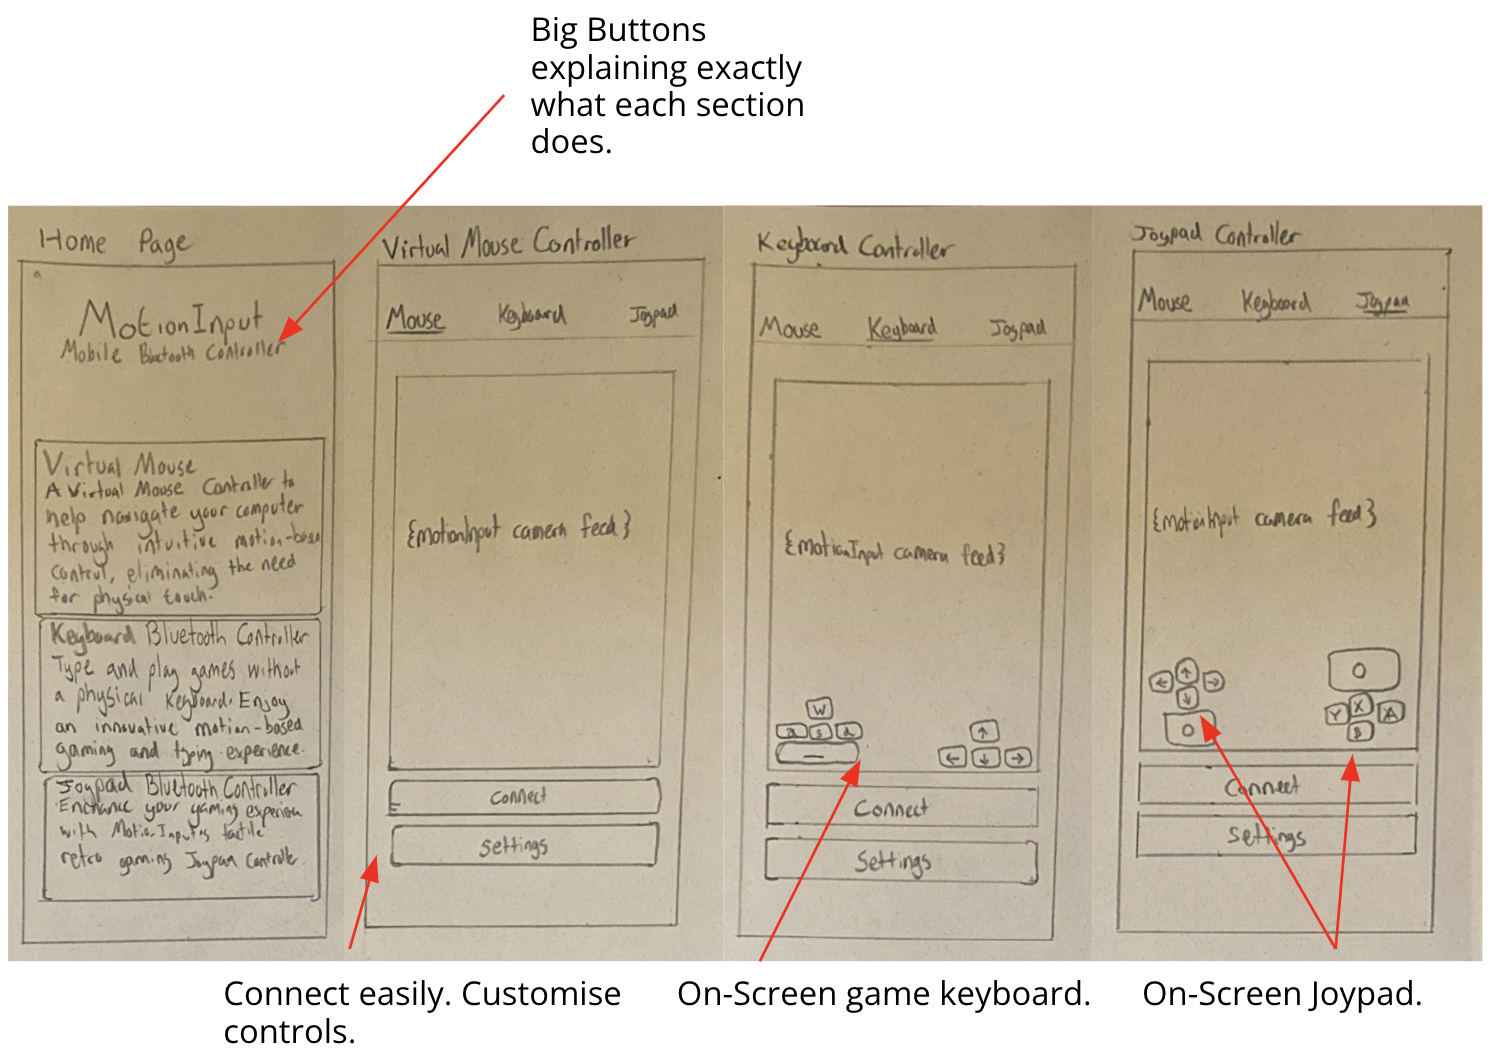 Big Buttons
explaining exactly
what each section
does.
Home Page
MotionInput
Mobile Bluetooth Controller
Virtual Mouse
A Virtual Mouse Controller to
help navigate your computer
through intuitive motion-based
control, eliminating the need
for physical touch.
Keyboard Bluetooth Controller
Type and play games without
a physical Keyboard. Enjoy
an innovative motion-based
gaming and typing experience.
Joypad Bluetooth Controller
Enchance your gaming experien
with MotionInput's tactile
retro gaming Joypad Controller.
Virtual Mouse Controller
Mouse Keyboard Joypad
{MotionInput camera feed}
Connect
Settings
Keyboard Controller
Mouse Keyboard Joypad
{MotionInput camera feed}
W
a s d
↑
← ↓ →
Connect
Settings
Joypad Controller
Mouse Keyboard Joypad
{MotionInput camera feed}
↑
← →
↓
X
Y A
B
Connect
Settings
Connect easily. Customise
controls.
On-Screen game keyboard.
On-Screen Joypad.